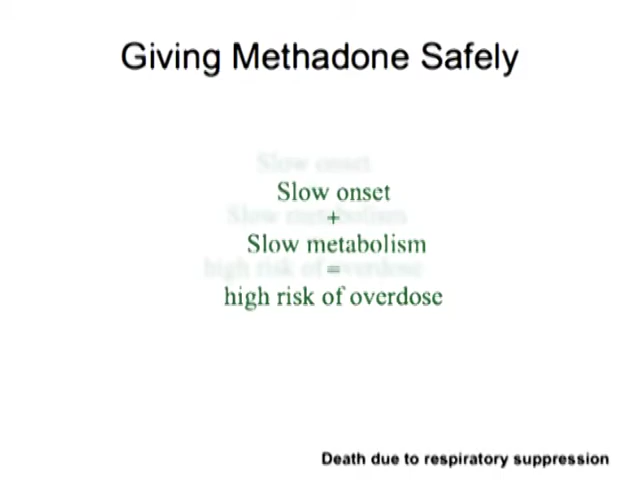 Giving Methadone Safely
Slow onset
+
Slow metabolism
=
high risk of overdose
Death due to respiratory suppression